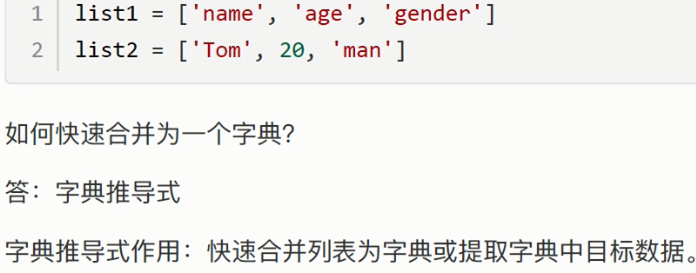 1 list1 = ['name', 'age', 'gender']
2 list2 = ['Tom', 20, 'man']
如何快速合并为一个字典?
答：字典推导式
字典推导式作用：快速合并列表为字典或提取字典中目标数据。